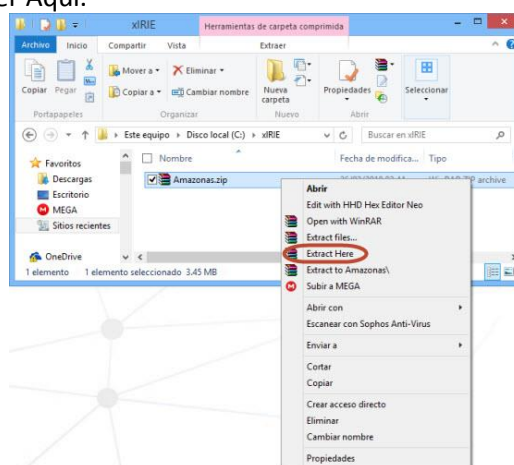 er Aquí.
xIRIE
Herramientas de carpeta comprimida
Archivo Inicio Compartir Vista Extraer
Copiar Pegar
Mover a Eliminar
Copiar a Cambiar nombre
Nueva carpeta
Propiedades
Seleccionar
Portapapeles Organizar Nuevo Abrir
Este equipo Disco local (C:) xIRIE
Buscar en xIRIE
Favoritos
Descargas
Escritorio
MEGA
Sitios recientes
OneDrive
Nombre Fecha de modifica... Tipo
Amazonas.zip archive
1 elemento 1 elemento seleccionado 3.45 MB
Abrir
Edit with HHD Hex Editor Neo
Open with WinRAR
Extract files...
Extract Here
Extract to Amazonas\
Subir a MEGA
Abrir con
Escanear con Sophos Anti-Virus
Enviar a
Cortar
Copiar
Crear acceso directo
Eliminar
Cambiar nombre
Propiedades